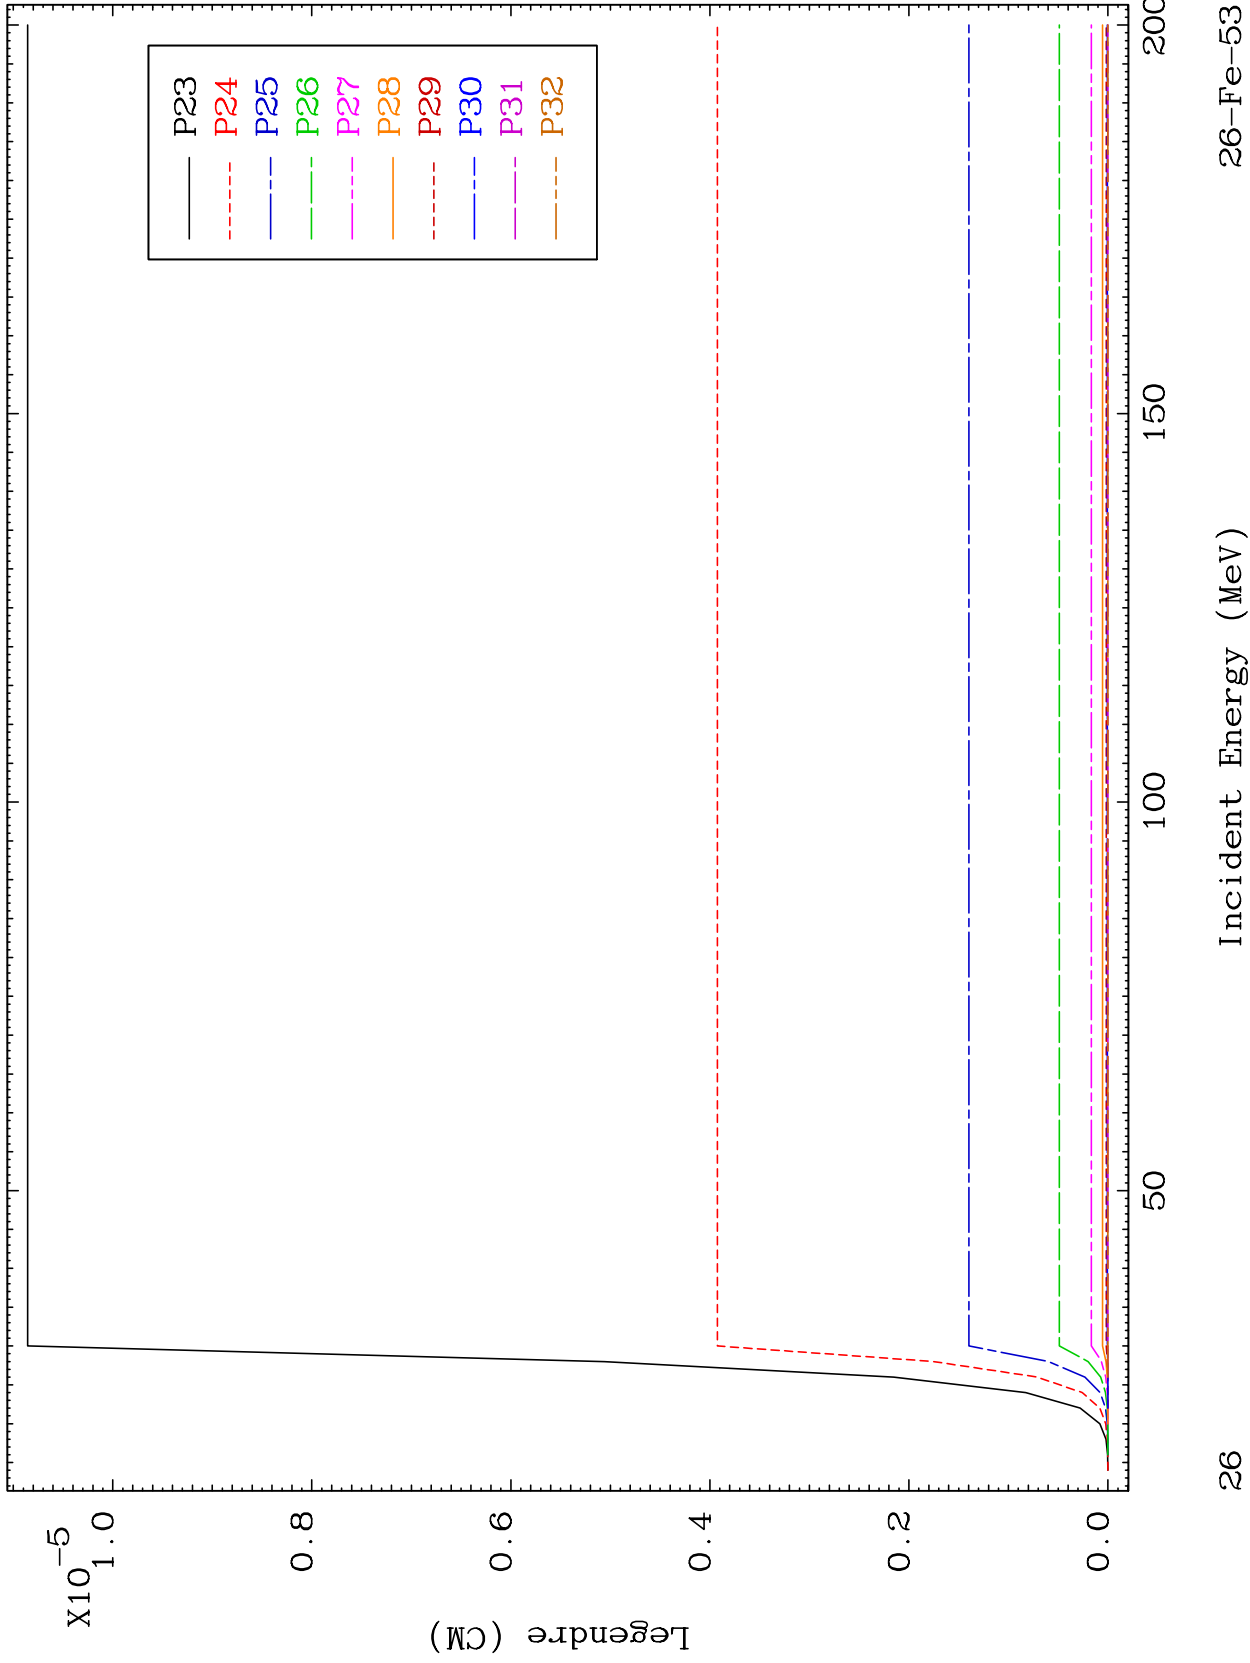 X10-5
1.0
0.8
0.6
0.4
0.2
0.0
Legendre (CM)
P23
P24
P25
P26
P27
P28
P29
P30
P31
P32
50
100
150
200
Incident Energy (MeV)
26
26-Fe-53